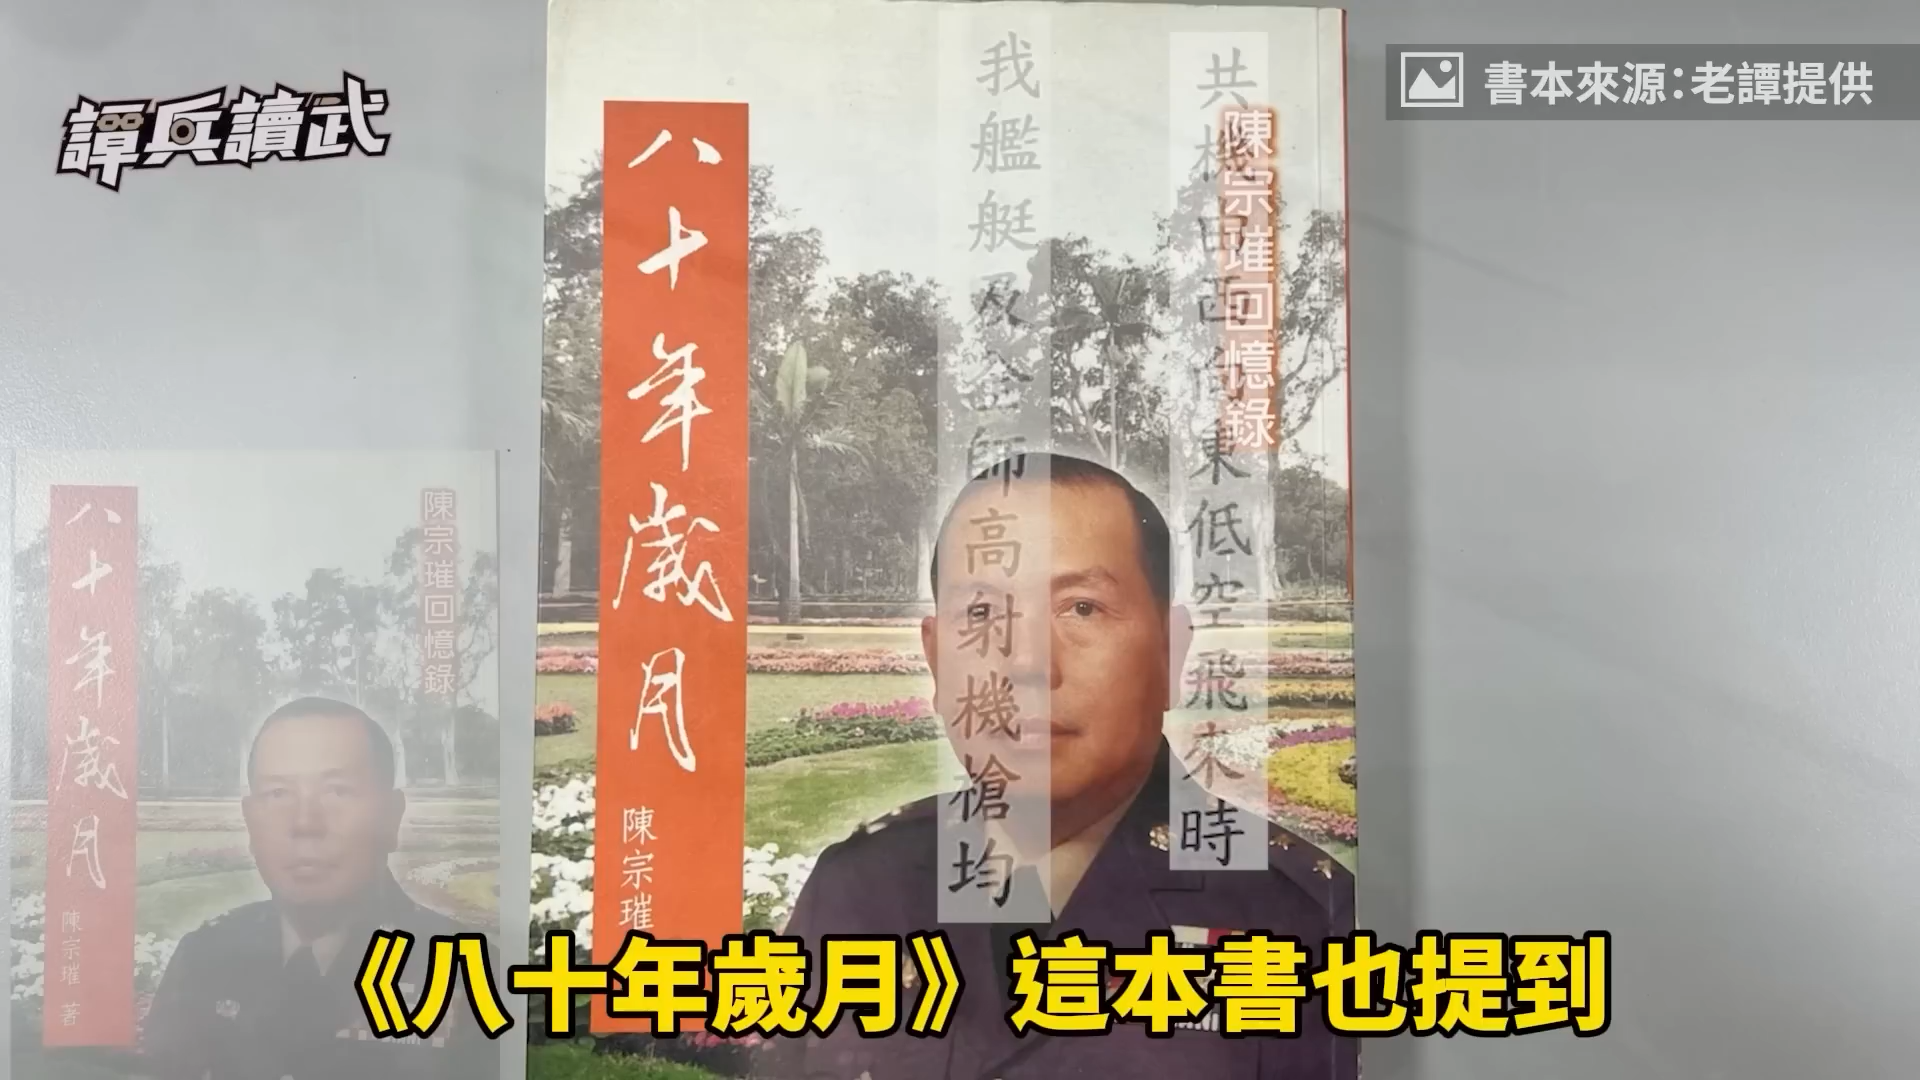 譚兵讀武
書本來源：老譚提供
共機由西向東低空飛來時
我艦艇及全師高射機槍均
陳宗璀回憶錄
八十年歲月
陳宗璀
陳宗璀回憶錄
八十年歲月
陳宗璀 著
《八十年歲月》這本書也提到